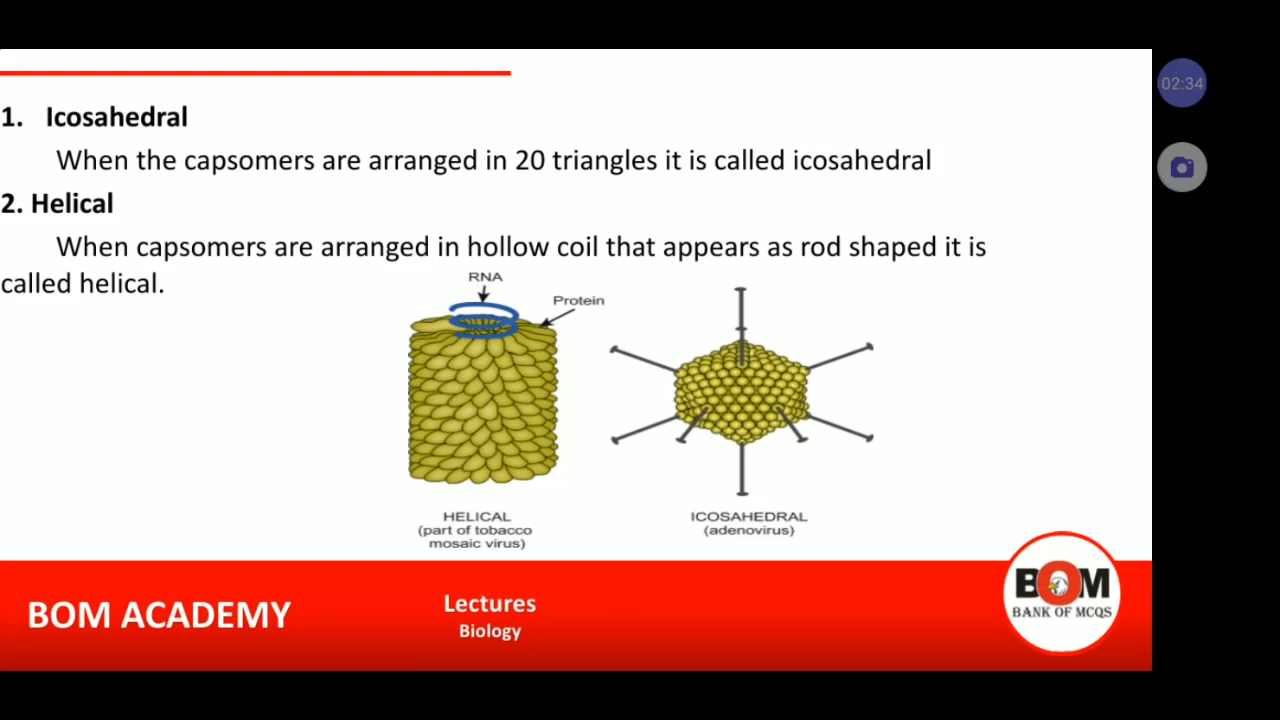 02:34
1. Icosahedral
When the capsomers are arranged in 20 triangles it is called icosahedral
2. Helical
When capsomers are arranged in hollow coil that appears as rod shaped it is
called helical.
RNA
Protein
HELICAL
(part of tobacco
mosaic virus)
ICOSAHEDRAL
(adenovirus)
BOM ACADEMY
Lectures
Biology
BOM
BANK OF MCQS